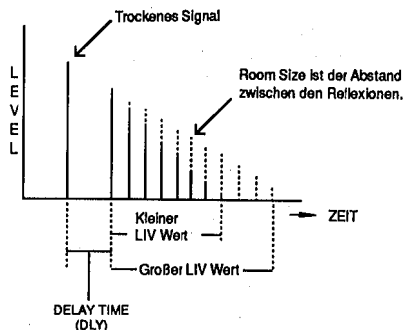 Trockenes Signal
LEVEL
Room Size ist der Abstand
zwischen den Reflexionen.
Kleiner
LIV Wert
ZEIT
Großer LIV Wert
DELAY TIME
(DLY)